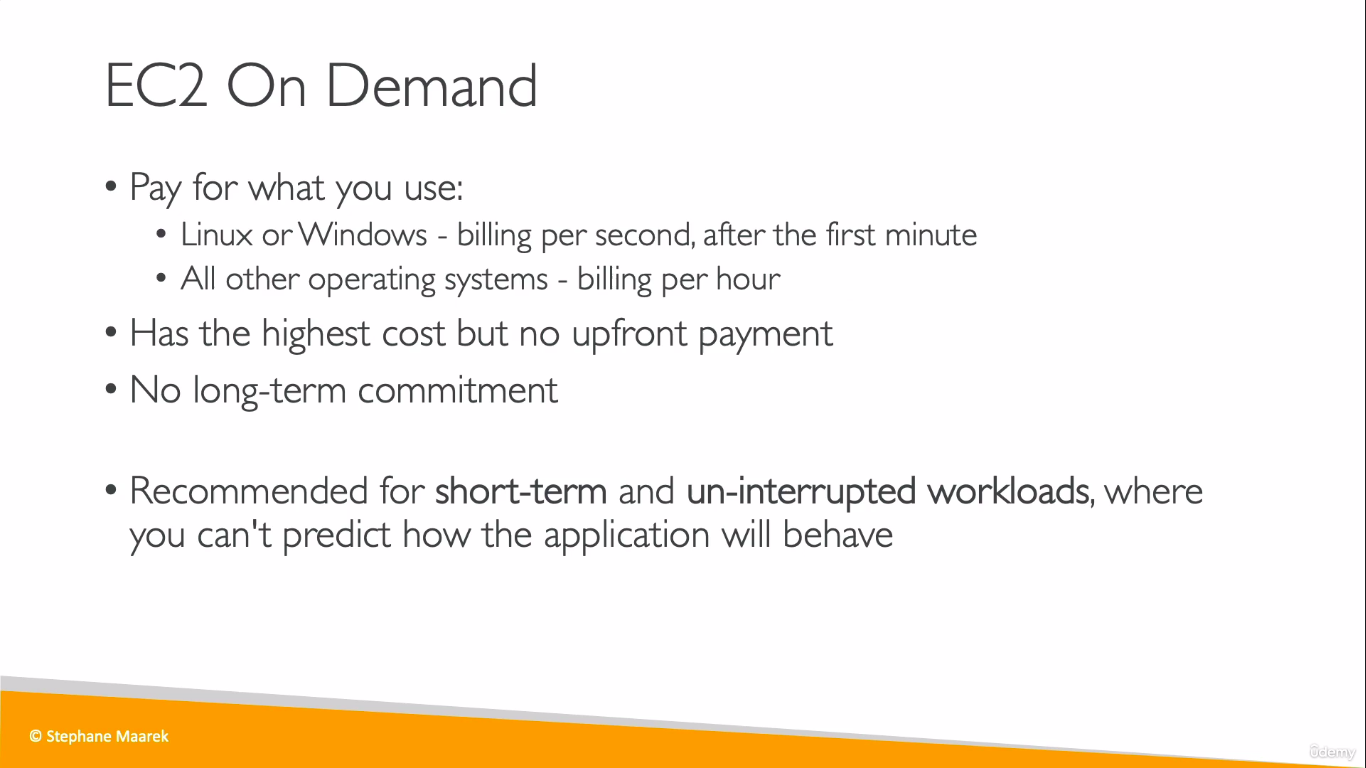 EC2 On Demand
• Pay for what you use:
• Linux or Windows - billing per second, after the first minute
• All other operating systems - billing per hour
• Has the highest cost but no upfront payment
• No long-term commitment
• Recommended for short-term and un-interrupted workloads, where
you can't predict how the application will behave
© Stephane Maarek
ûdemy